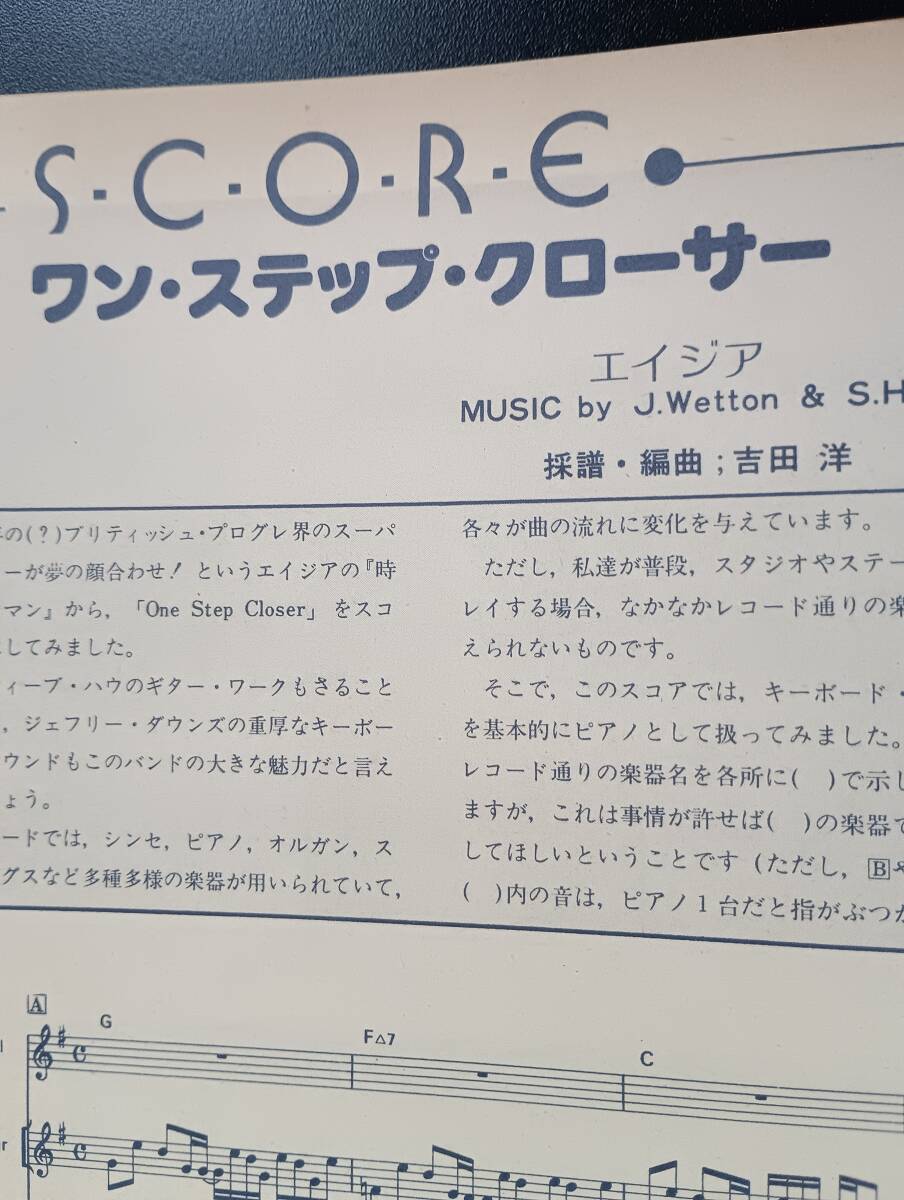 S·C·O·R·E
ワン・ステップ・クローサー
エイジア
MUSIC by J.Wetton & S.H
採譜・編曲；吉田 洋
の(？)ブリティッシュ・プログレ界のスーパ
ーが夢の顔合わせ！というエイジアの『時
マン』から，「One Step Closer」をスコ
してみました。
ィーブ・ハウのギター・ワークもさること
，ジェフリー・ダウンズの重厚なキーボー
ウンドもこのバンドの大きな魅力だと言え
ょう。
ードでは，シンセ，ピアノ，オルガン，ス
グスなど多種多様の楽器が用いられていて，
各々が曲の流れに変化を与えています。
ただし，私達が普段，スタジオやステー
レイする場合，なかなかレコード通りの楽
えられないものです。
そこで，このスコアでは，キーボード・
を基本的にピアノとして扱ってみました。
レコード通りの楽器名を各所に(　)で示し
ますが，これは事情が許せば(　)の楽器で
してほしいということです（ただし，Bや
(　)内の音は，ピアノ1台だと指がぶつか
A
G F△7 C
l
r